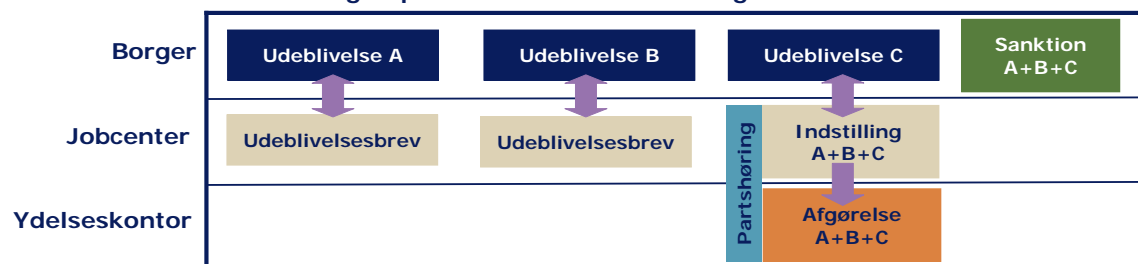 Borger
Udeblivelse A
Udeblivelse B
Udeblivelse C
Sanktion
A+B+C
Jobcenter
Udeblivelsesbrev
Udeblivelsesbrev
Partshøring
Indstilling
A+B+C
Ydelseskontor
Afgørelse
A+B+C